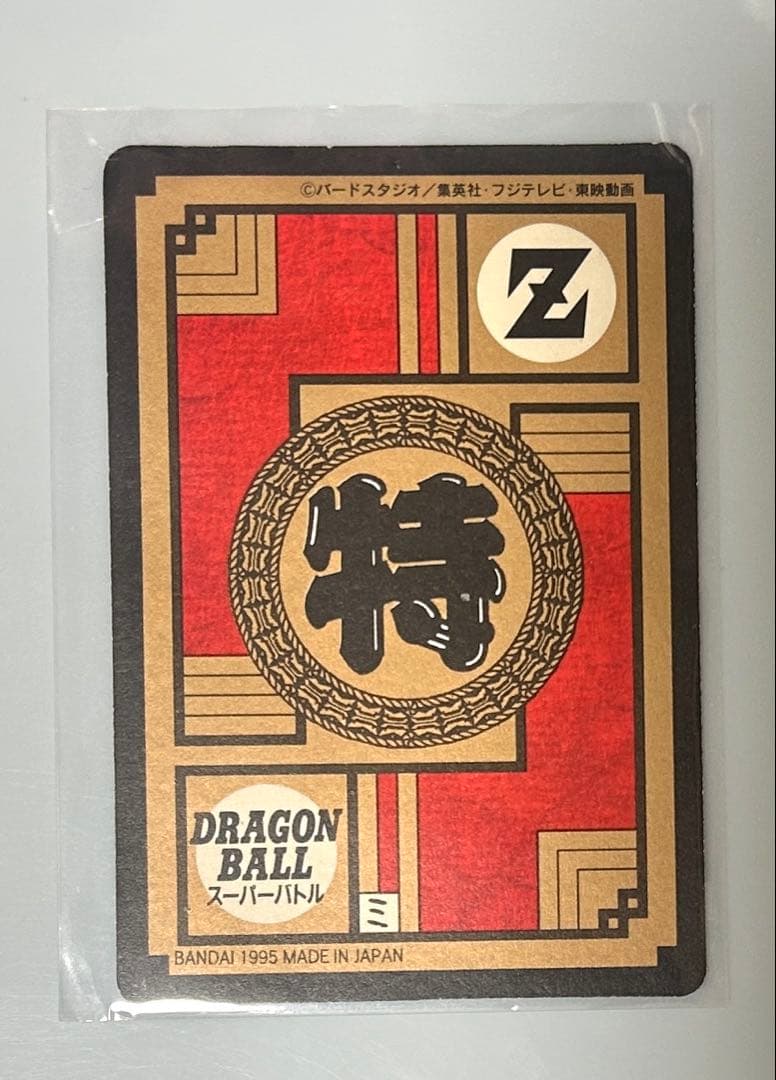 ©バードスタジオ／集英社・フジテレビ・東映動画
Z
特
DRAGON
BALL
スーパーバトル
ミ
BANDAI 1995 MADE IN JAPAN